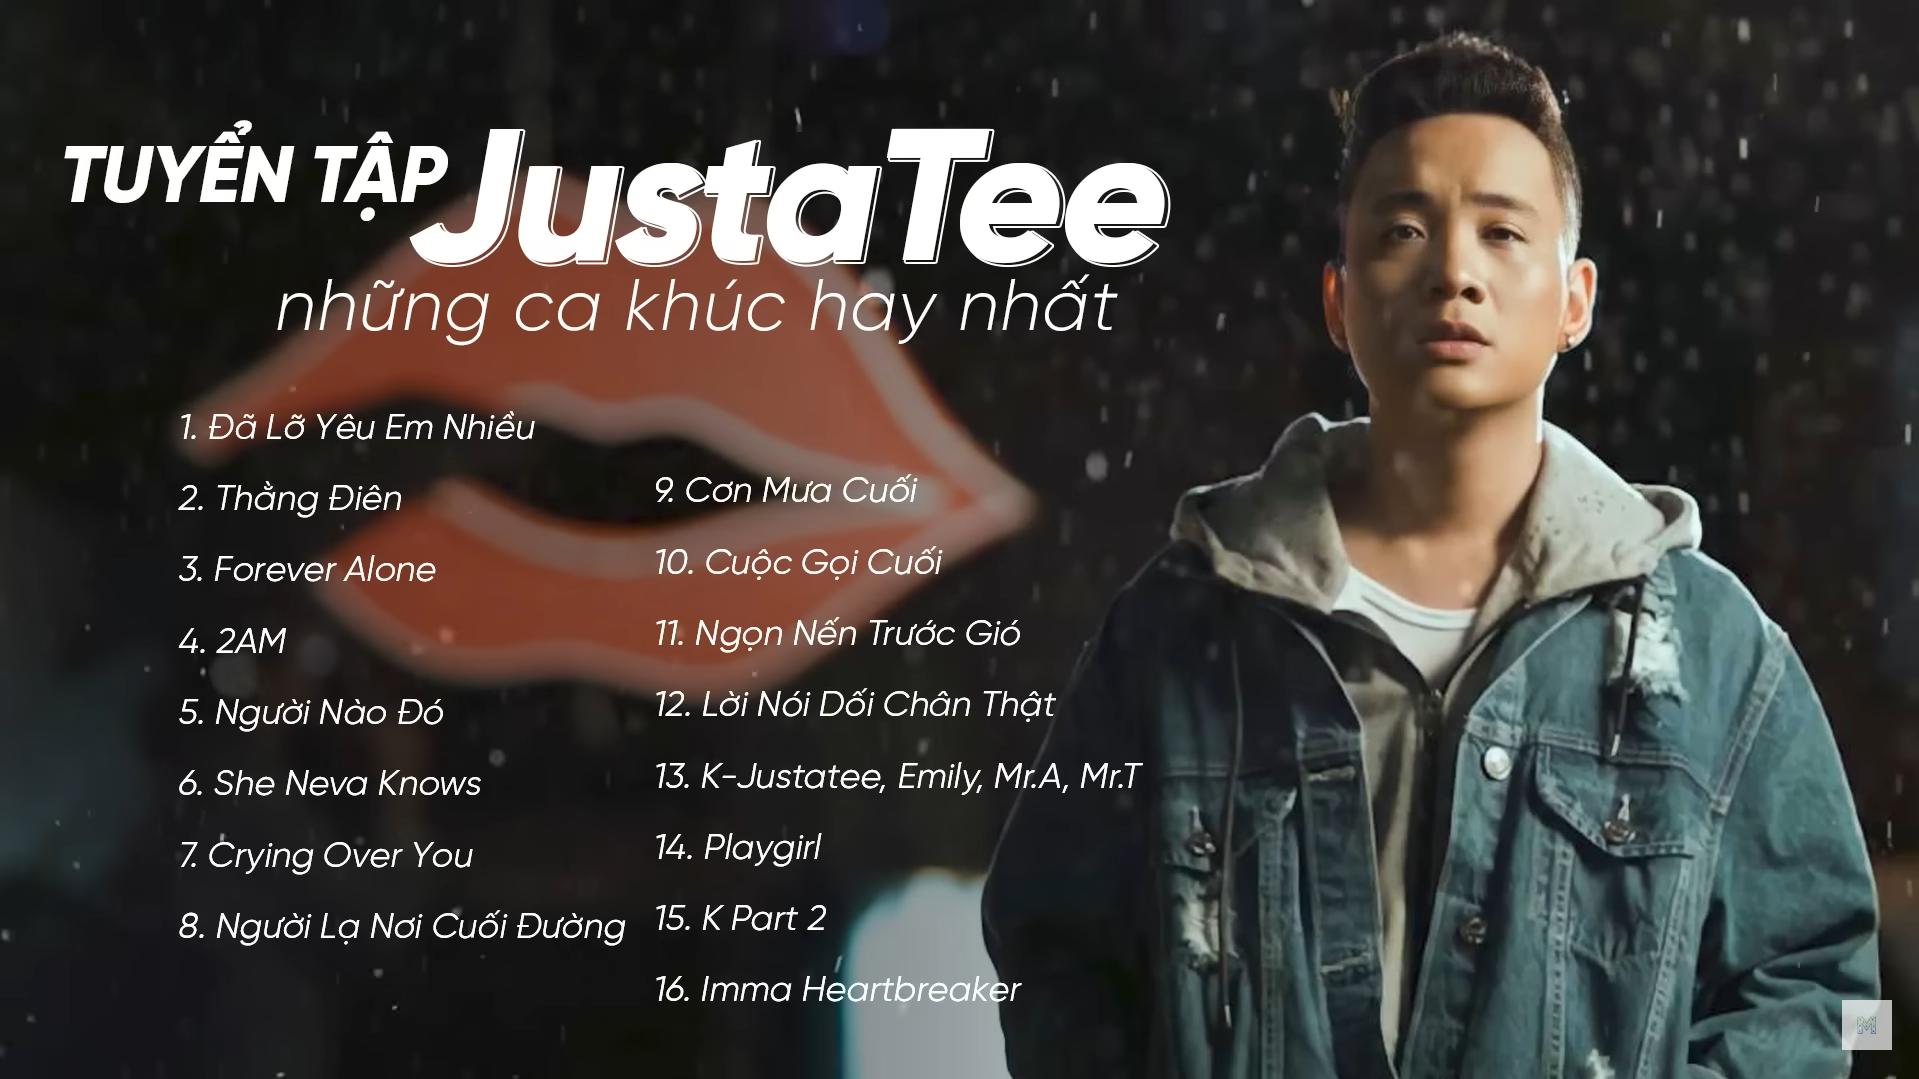 TUYỂN TẬP JustaTee
những ca khúc hay nhất
1. Đã Lỡ Yêu Em Nhiều
2. Thằng Điên
3. Forever Alone
4. 2AM
5. Người Nào Đó
6. She Neva Knows
7. Crying Over You
8. Người Lạ Nơi Cuối Đường
9. Cơn Mưa Cuối
10. Cuộc Gọi Cuối
11. Ngọn Nến Trước Gió
12. Lời Nói Dối Chân Thật
13. K-Justatee, Emily, Mr.A, Mr.T
14. Playgirl
15. K Part 2
16. Imma Heartbreaker
M